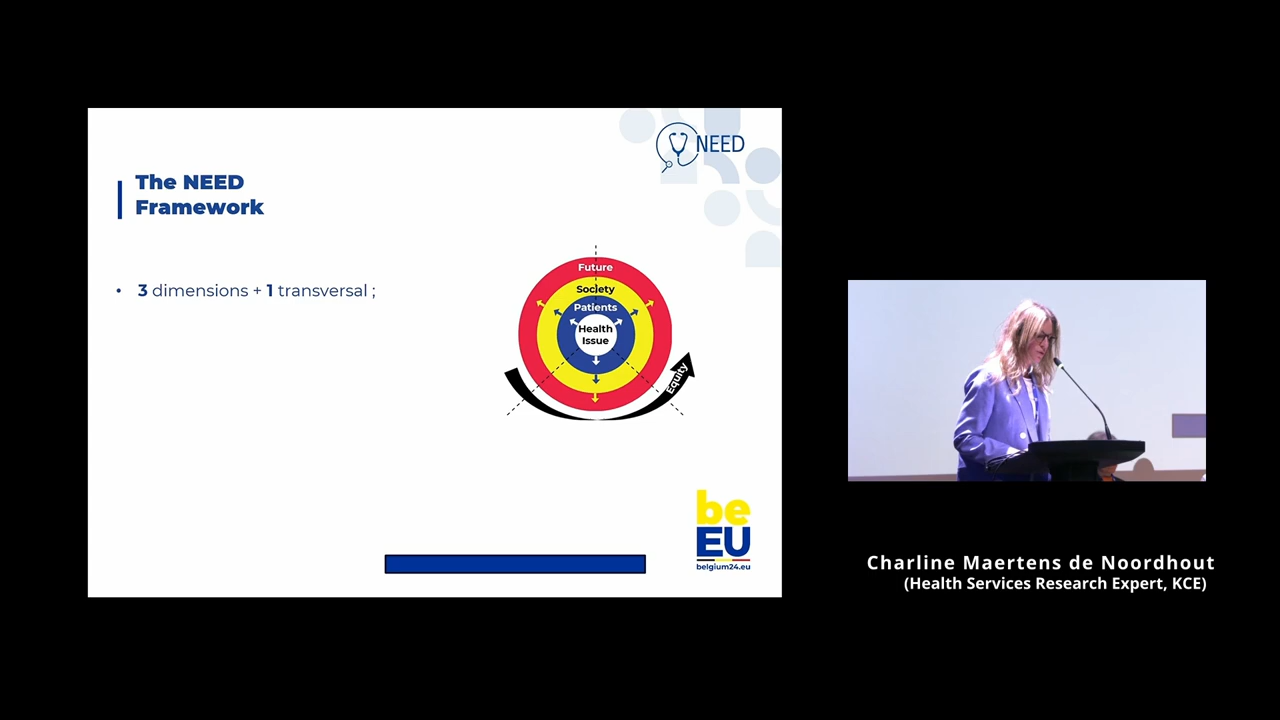 NEED
The NEED
Framework
• 3 dimensions + 1 transversal ;
Future
Society
Patients
Health
Issue
Equity
be
EU
belgium24.eu
Charline Maertens de Noordhout
(Health Services Research Expert, KCE)